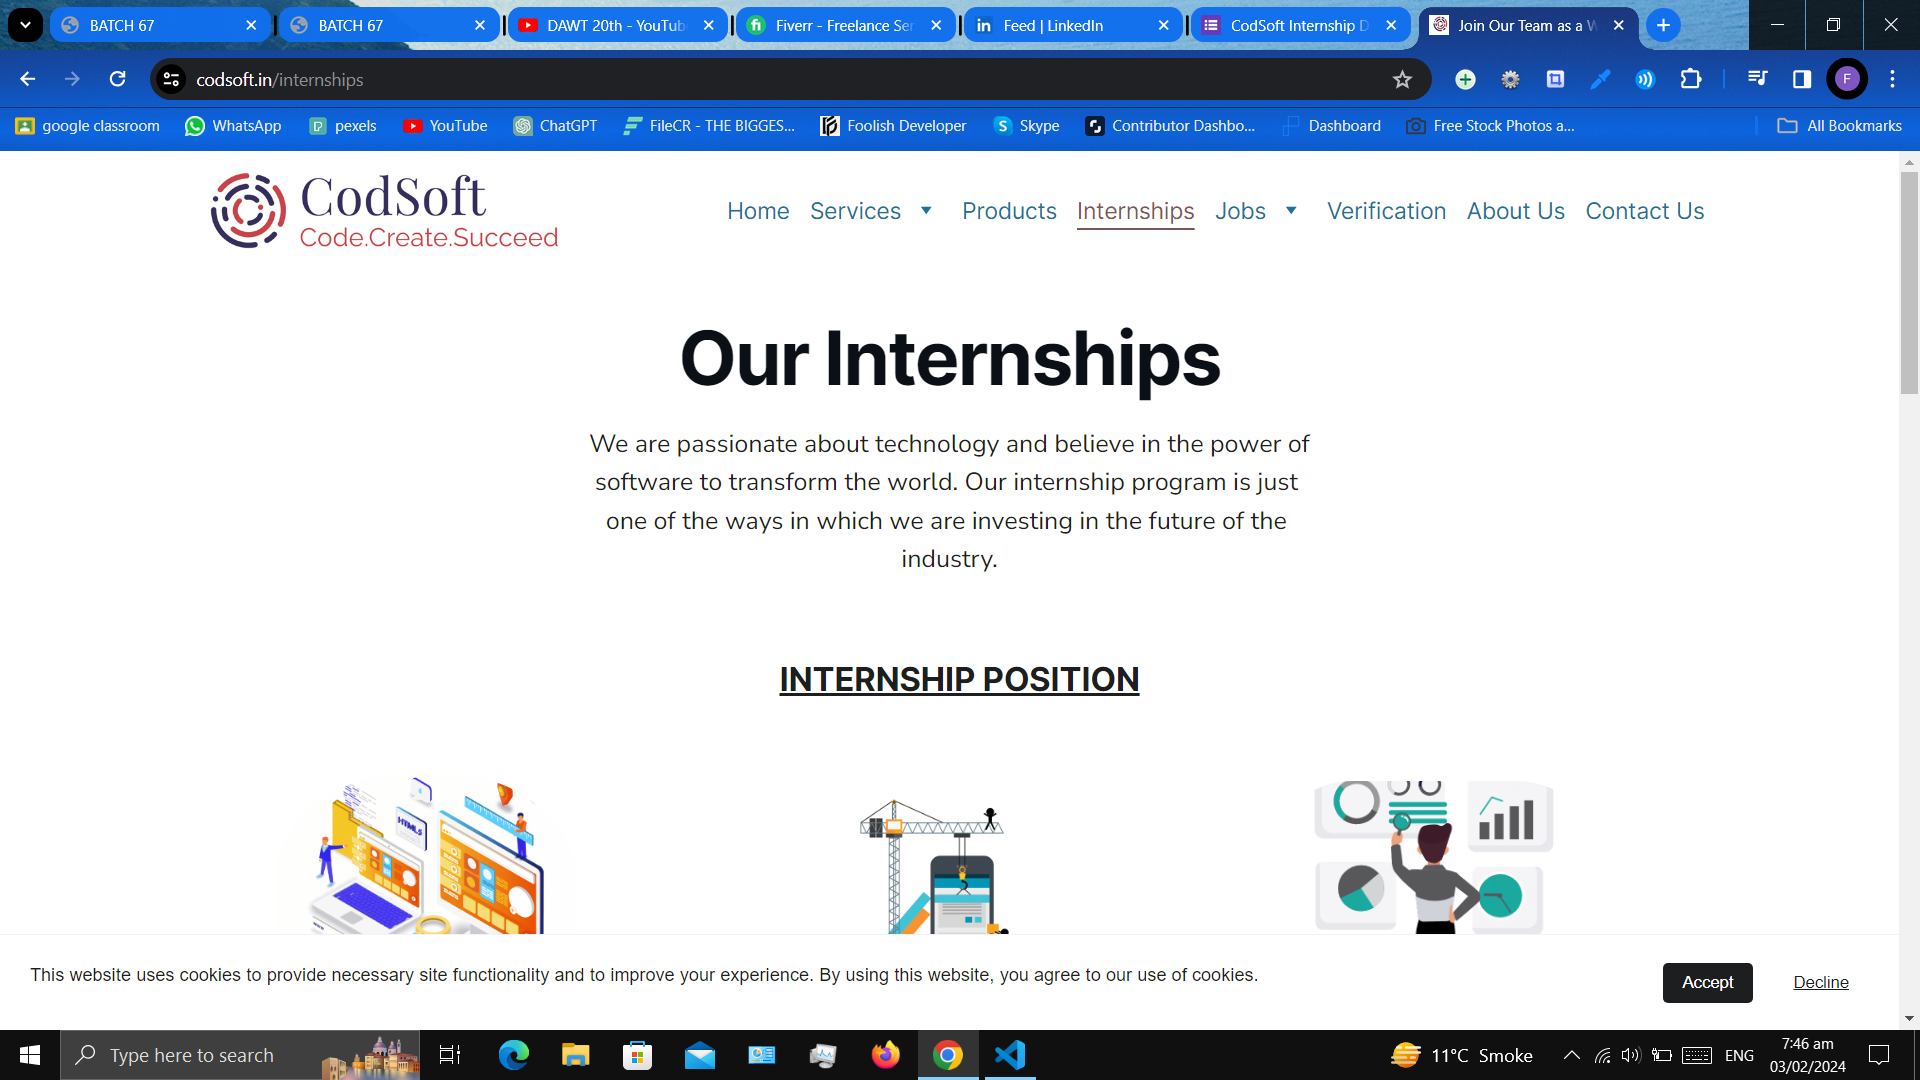 BATCH 67
BATCH 67
DAWT 20th - YouTub
Fiverr - Freelance Ser
Feed | LinkedIn
CodSoft Internship D
Join Our Team as a W
codsoft.in/internships
F
google classroom
WhatsApp
pexels
YouTube
ChatGPT
FileCR - THE BIGGES...
Foolish Developer
Skype
Contributor Dashbo...
Dashboard
Free Stock Photos a...
All Bookmarks
CodSoft
Code.Create.Succeed
Home
Services
Products
Internships
Jobs
Verification
About Us
Contact Us
Our Internships
We are passionate about technology and believe in the power of
software to transform the world. Our internship program is just
one of the ways in which we are investing in the future of the
industry.
INTERNSHIP POSITION
HTML5
This website uses cookies to provide necessary site functionality and to improve your experience. By using this website, you agree to our use of cookies.
Accept
Decline
Type here to search
11°C Smoke
ENG
7:46 am
03/02/2024